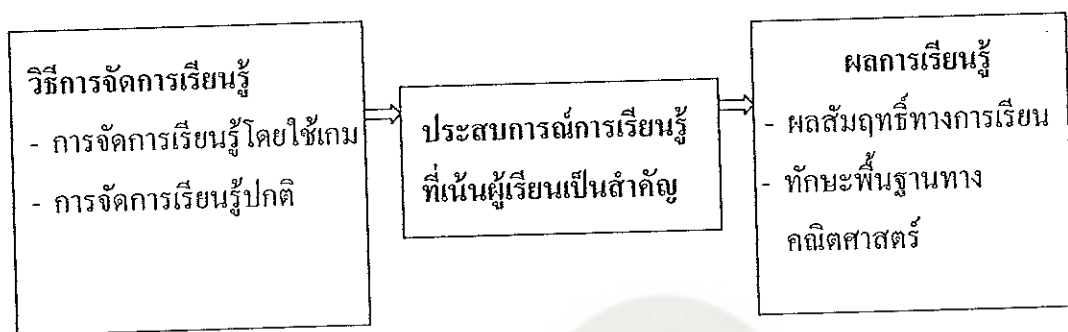 วิธีการจัดการเรียนรู้
- การจัดการเรียนรู้โดยใช้เกม
- การจัดการเรียนรู้ปกติ
ประสบการณ์การเรียนรู้
ที่เน้นผู้เรียนเป็นสำคัญ
ผลการเรียนรู้
- ผลสัมฤทธิ์ทางการเรียน
- ทักษะพื้นฐานทาง
คณิตศาสตร์